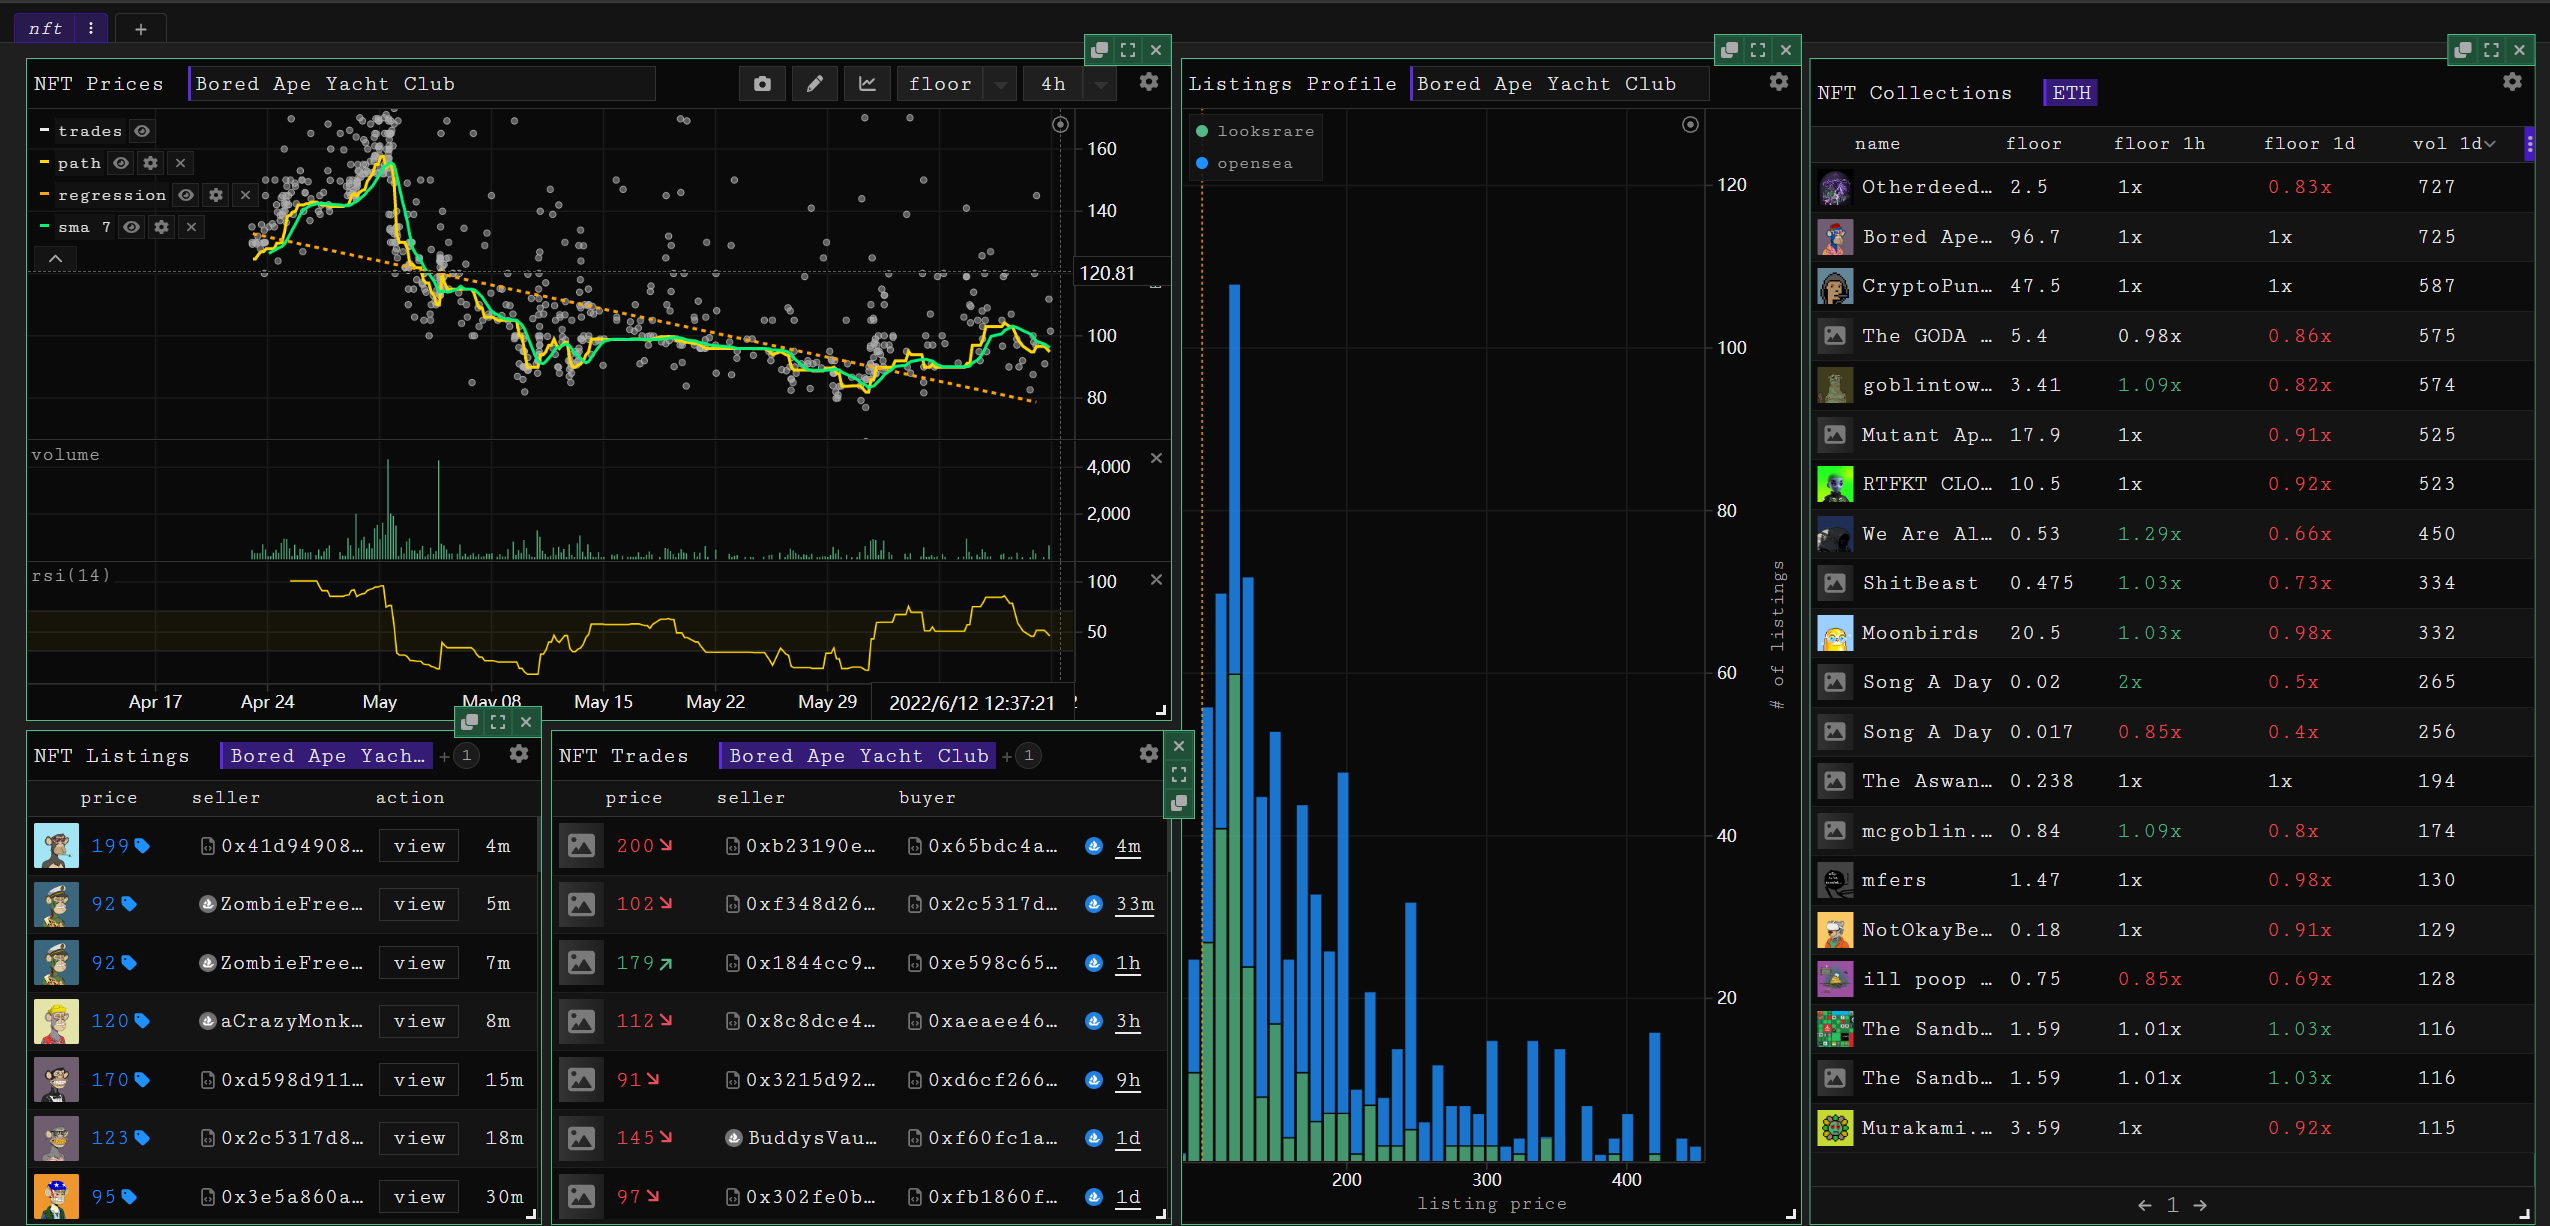 nft
NFT Prices Bored Ape Yacht Club floor 4h
trades
path
regression
sma 7
160
140
120.81
100
80
volume
4,000
2,000
rsi(14)
100
50
Apr 17 Apr 24 May May 08 May 15 May 22 May 29 2022/6/12 12:37:21
Listings Profile Bored Ape Yacht Club
looksrare
opensea
120
100
80
60
40
20
# of listings
200 300 400
listing price
NFT Collections ETH
name floor floor 1h floor 1d vol 1d
Otherdeed… 2.5 1x 0.83x 727
Bored Ape… 96.7 1x 1x 725
CryptoPun… 47.5 1x 1x 587
The GODA … 5.4 0.98x 0.86x 575
goblintow… 3.41 1.09x 0.82x 574
Mutant Ap… 17.9 1x 0.91x 525
RTFKT CLO… 10.5 1x 0.92x 523
We Are Al… 0.53 1.29x 0.66x 450
ShitBeast 0.475 1.03x 0.73x 334
Moonbirds 20.5 1.03x 0.98x 332
Song A Day 0.02 2x 0.5x 265
Song A Day 0.017 0.85x 0.4x 256
The Aswan… 0.238 1x 1x 194
mcgoblin.… 0.84 1.09x 0.8x 174
mfers 1.47 1x 0.98x 130
NotOkayBe… 0.18 1x 0.91x 129
ill poop … 0.75 0.85x 0.69x 128
The Sandb… 1.59 1.01x 1.03x 116
The Sandb… 1.59 1.01x 1.03x 116
Murakami.… 3.59 1x 0.92x 115
← 1 →
NFT Listings Bored Ape Yach… + 1
price seller action
199 0x41d94908… view 4m
92 ZombieFree… view 5m
92 ZombieFree… view 7m
120 aCrazyMonk… view 8m
170 0xd598d911… view 15m
123 0x2c5317d8… view 18m
95 0x3e5a860a… view 30m
NFT Trades Bored Ape Yacht Club + 1
price seller buyer
200 0xb23190e… 0x65bdc4a… 4m
102 0xf348d26… 0x2c5317d… 33m
179 0x1844cc9… 0xe598c65… 1h
112 0x8c8dce4… 0xaeaee46… 3h
91 0x3215d92… 0xd6cf266… 9h
145 BuddysVau… 0xf60fc1a… 1d
97 0x302fe0b… 0xfb1860f… 1d